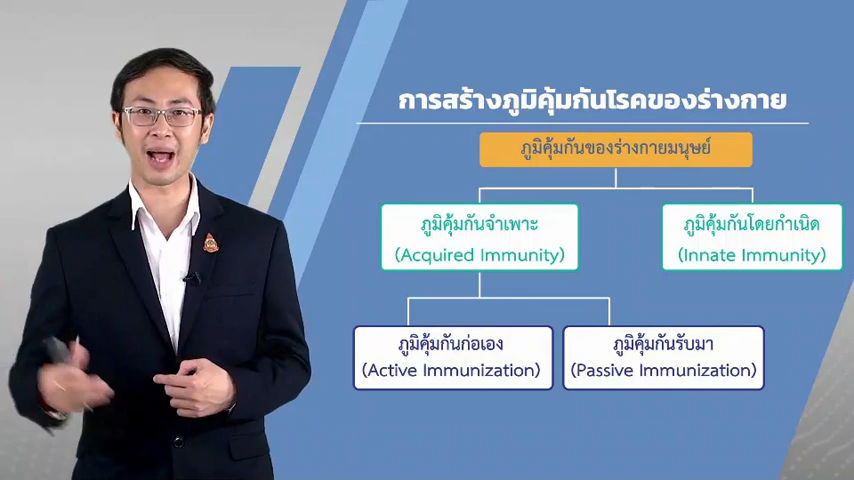 การสร้างภูมิคุ้มกันโรคของร่างกาย
ภูมิคุ้มกันของร่างกายมนุษย์
ภูมิคุ้มกันจำเพาะ
(Acquired Immunity)
ภูมิคุ้มกันโดยกำเนิด
(Innate Immunity)
ภูมิคุ้มกันก่อเอง
(Active Immunization)
ภูมิคุ้มกันรับมา
(Passive Immunization)